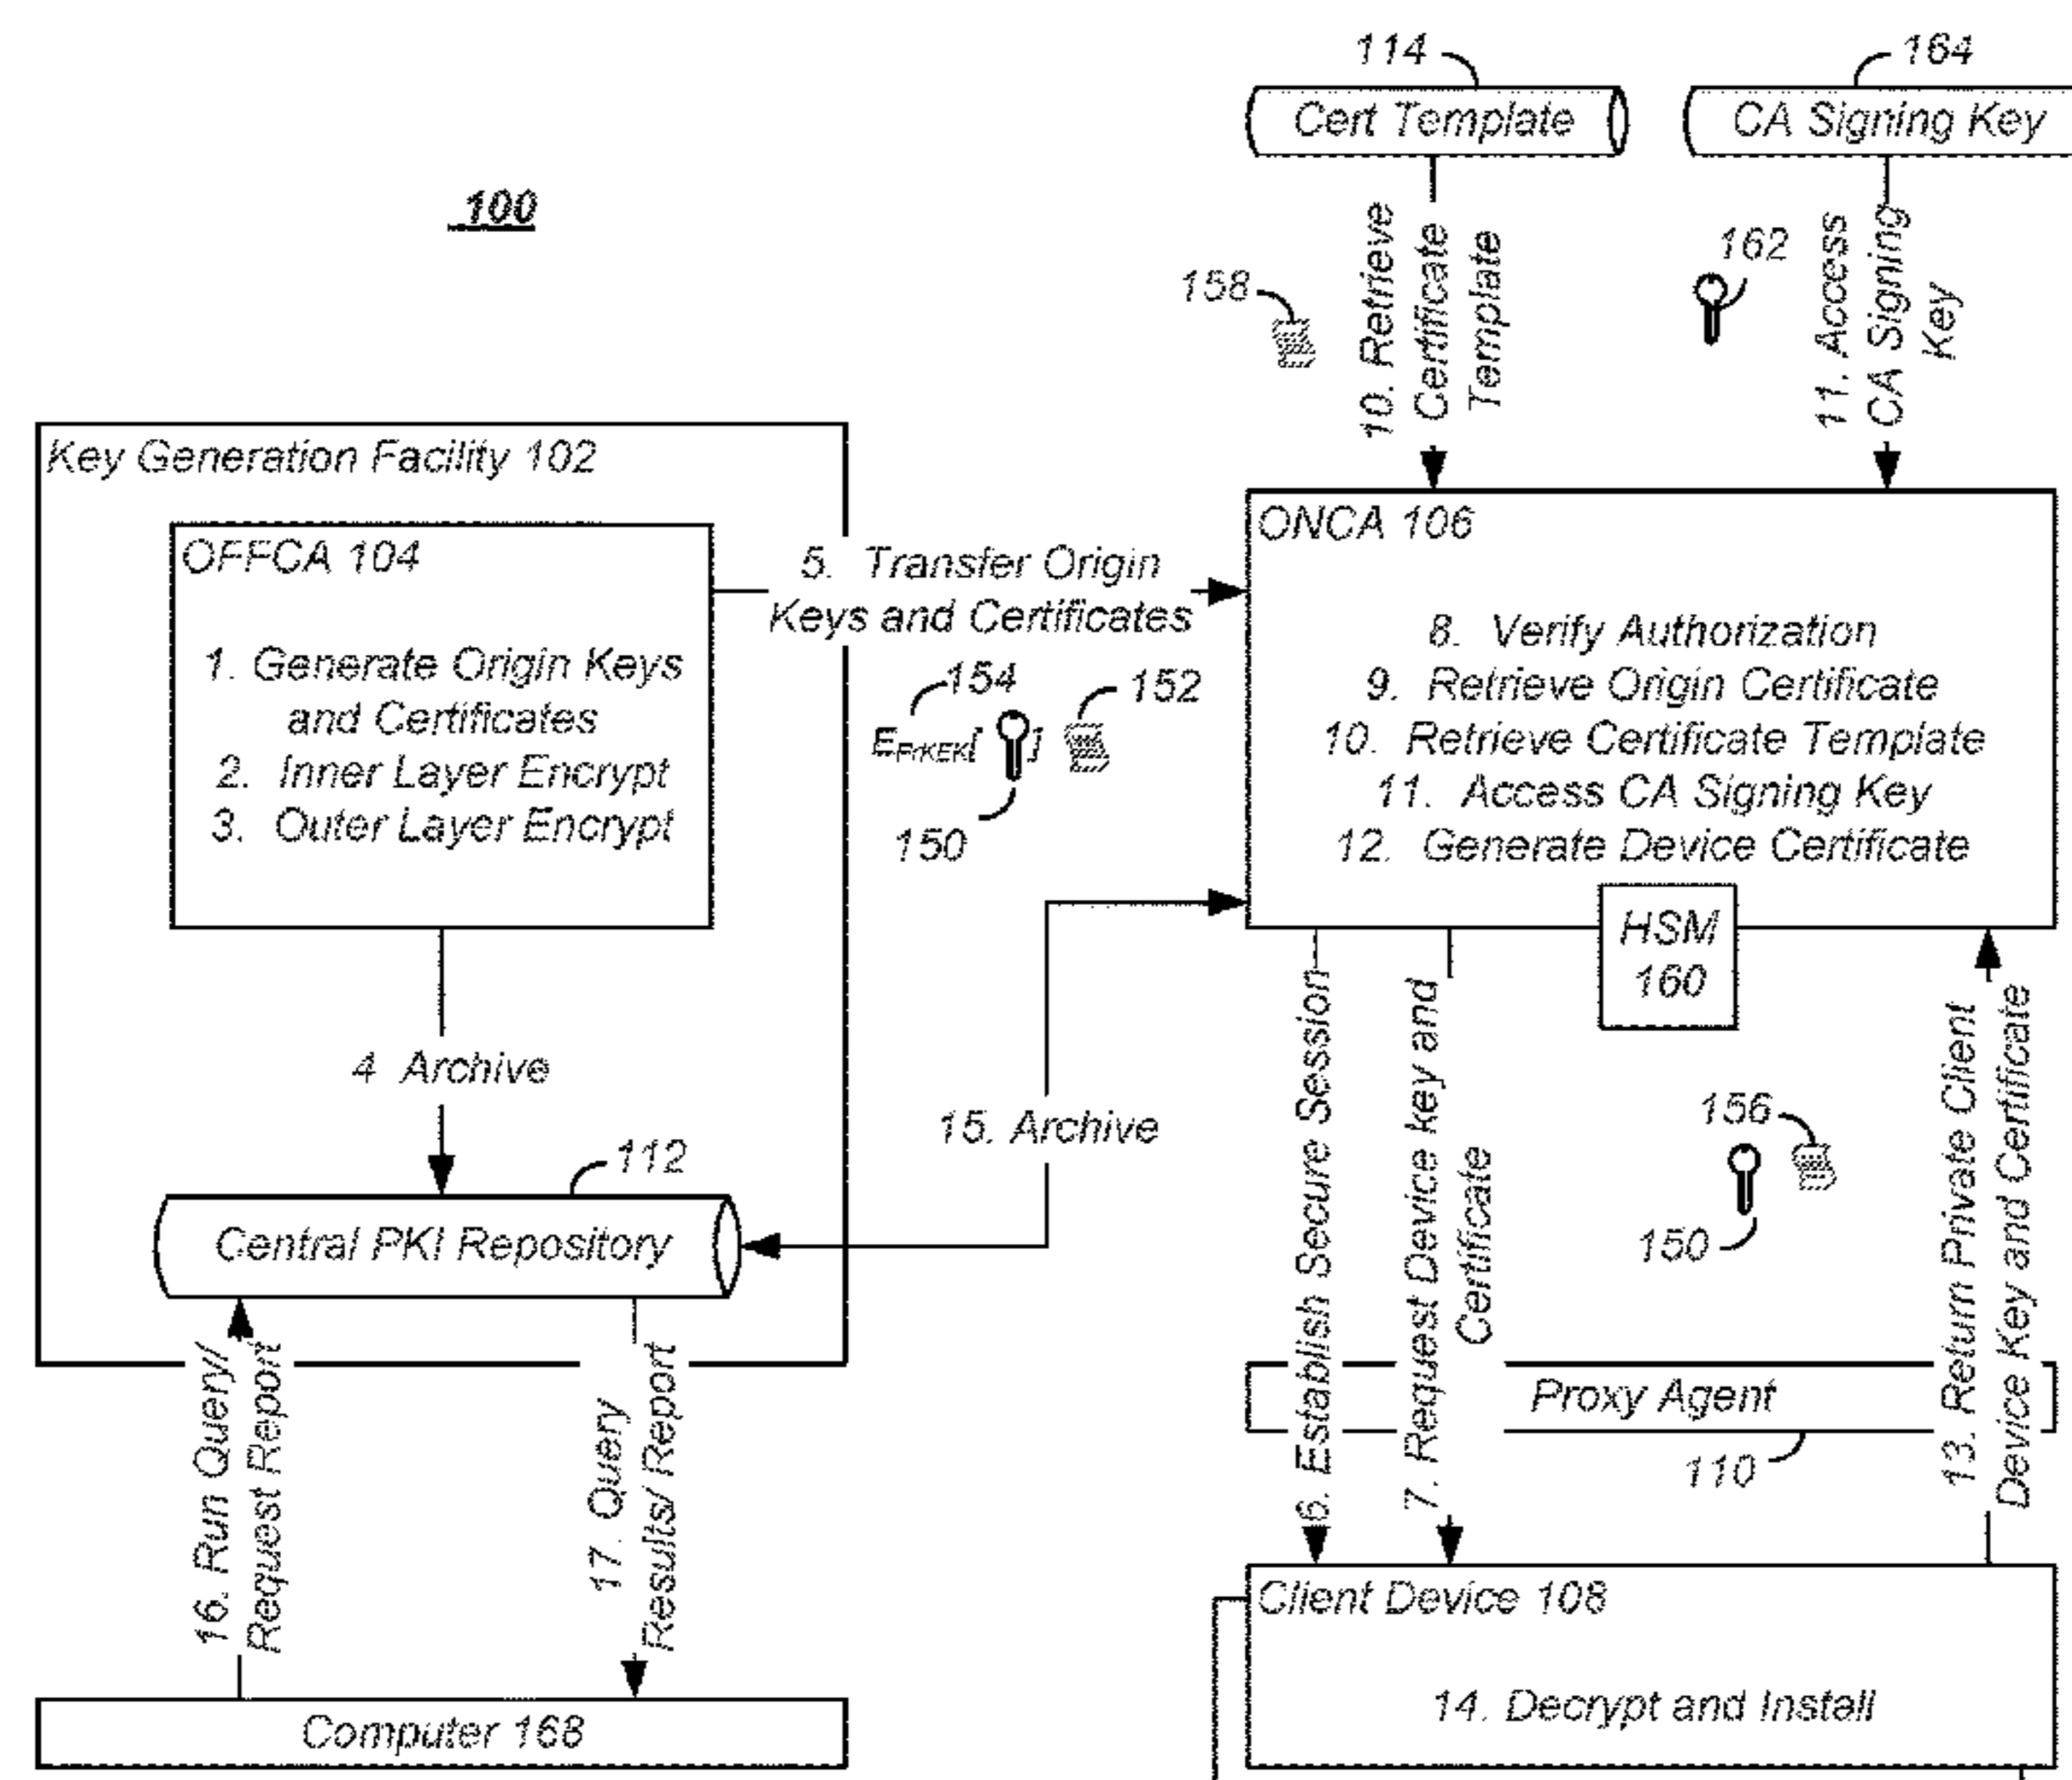 114
164
Cert Template
CA Signing Key
100
10. Retrieve
Certificate
Template
158
162
11. Access
CA Signing
Key
Key Generation Facility 102
OFFCA 104
1. Generate Origin Keys
and Certificates
2. Inner Layer Encrypt
3. Outer Layer Encrypt
5. Transfer Origin
Keys and Certificates
154
152
EPrKEK[ ]
150
ONCA 106
8. Verify Authorization
9. Retrieve Origin Certificate
10. Retrieve Certificate Template
11. Access CA Signing Key
12. Generate Device Certificate
HSM
160
4 Archive
15. Archive
112
Central PKI Repository
6. Establish Secure Session
7. Request Device key and
Certificate
156
150
13. Return Private Client
Device Key and Certificate
Proxy Agent
110
16. Run Query/
Request Report
17. Query
Results/ Report
Computer 168
Client Device 108
14. Decrypt and Install